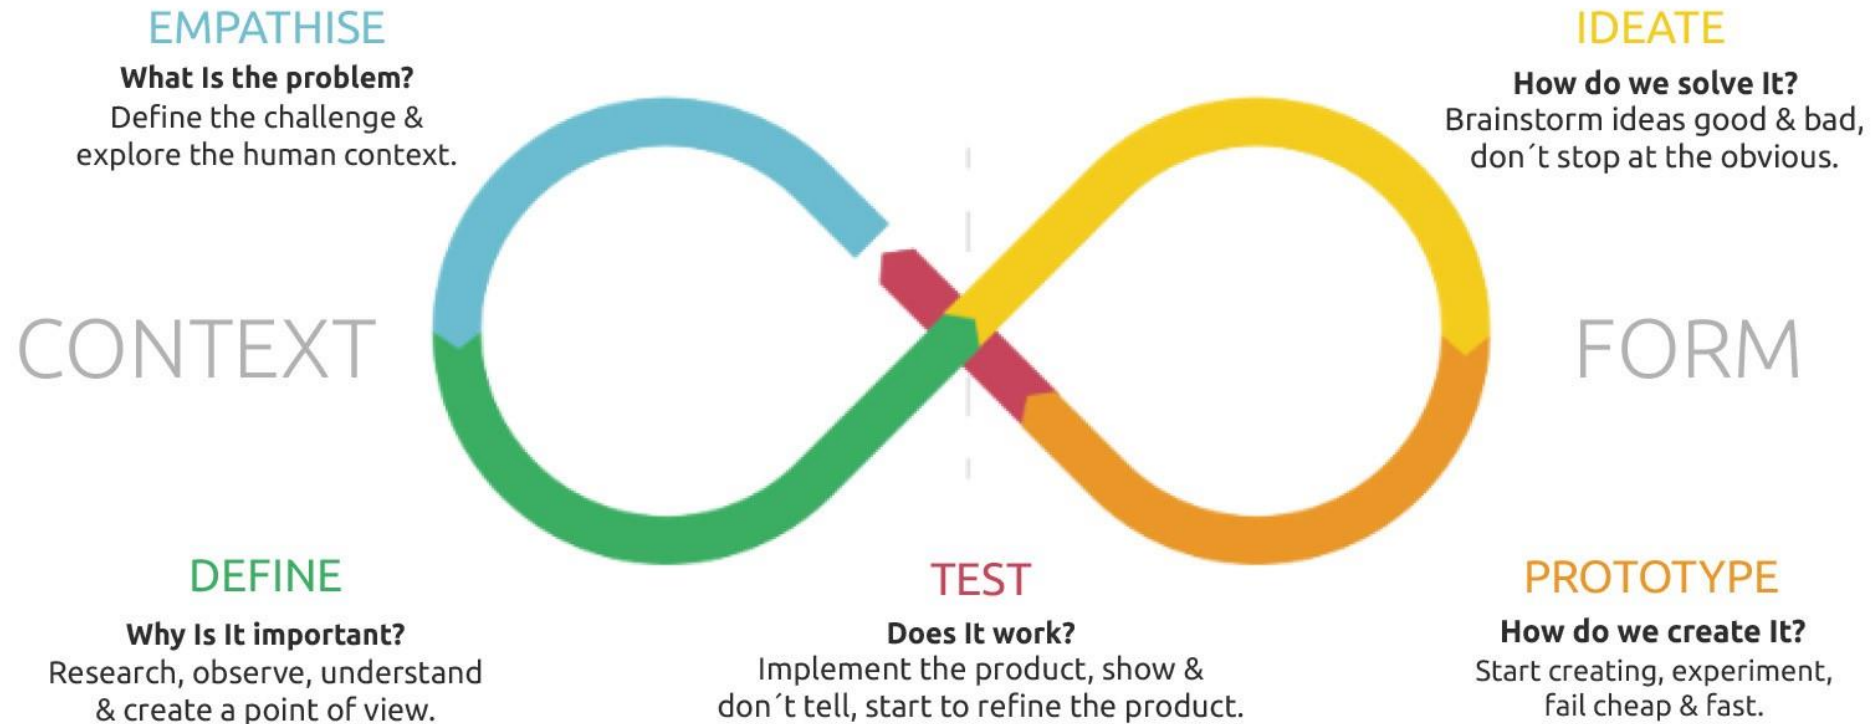 EMPATHISE
What Is the problem?
Define the challenge &
explore the human context.
IDEATE
How do we solve It?
Brainstorm ideas good & bad,
don´t stop at the obvious.
CONTEXT
FORM
DEFINE
Why Is It important?
Research, observe, understand
& create a point of view.
TEST
Does It work?
Implement the product, show &
don´t tell, start to refine the product.
PROTOTYPE
How do we create It?
Start creating, experiment,
fail cheap & fast.